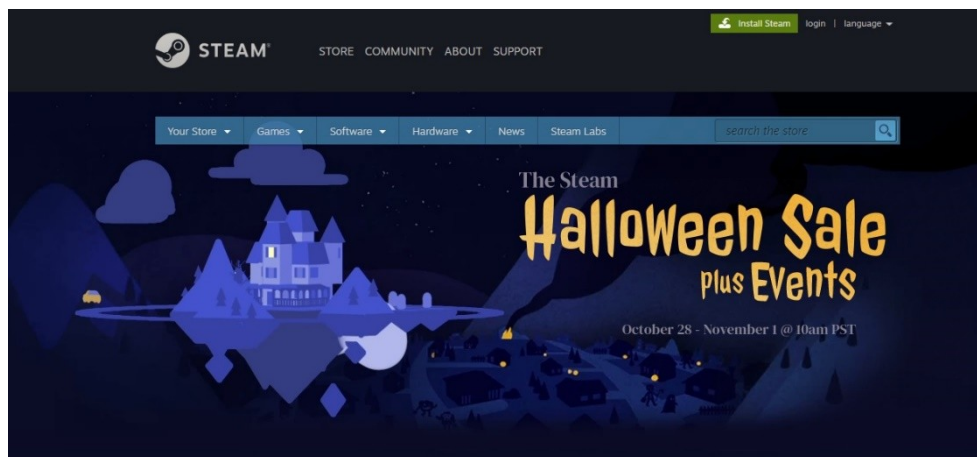 Install Steam login | language
STEAM® STORE COMMUNITY ABOUT SUPPORT
Your Store Games Software Hardware News Steam Labs search the store
The Steam
Halloween Sale
plus Events
October 28 - November 1 @ 10am PST